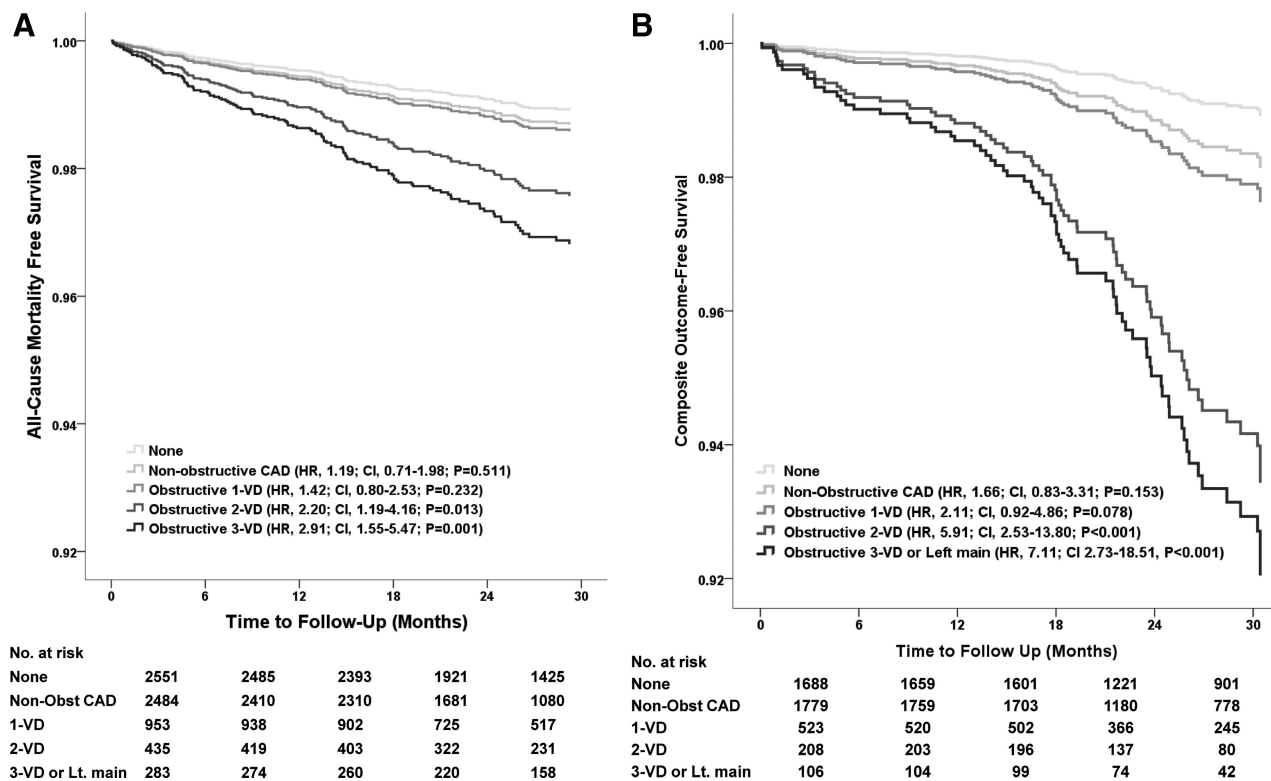 A
1.00
0.98
0.96
0.94
0.92
All-Cause Mortality Free Survival
None
Non-obstructive CAD (HR, 1.19; CI, 0.71-1.98; P=0.511)
Obstructive 1-VD (HR, 1.42; CI, 0.80-2.53; P=0.232)
Obstructive 2-VD (HR, 2.20; CI, 1.19-4.16; P=0.013)
Obstructive 3-VD (HR, 2.91; CI, 1.55-5.47; P=0.001)
0 6 12 18 24 30
Time to Follow-Up (Months)
No. at risk
None 2551 2485 2393 1921 1425
Non-Obst CAD 2484 2410 2310 1681 1080
1-VD 953 938 902 725 517
2-VD 435 419 403 322 231
3-VD or Lt. main 283 274 260 220 158
B
1.00
0.98
0.96
0.94
0.92
Composite Outcome-Free Survival
None
Non-Obstructive CAD (HR, 1.66; CI, 0.83-3.31; P=0.153)
Obstructive 1-VD (HR, 2.11; CI, 0.92-4.86; P=0.078)
Obstructive 2-VD (HR, 5.91; CI, 2.53-13.80; P<0.001)
Obstructive 3-VD or Left main (HR, 7.11; CI 2.73-18.51, P<0.001)
0 6 12 18 24 30
Time to Follow Up (Months)
No. at risk
None 1688 1659 1601 1221 901
Non-Obst CAD 1779 1759 1703 1180 778
1-VD 523 520 502 366 245
2-VD 208 203 196 137 80
3-VD or Lt. main 106 104 99 74 42